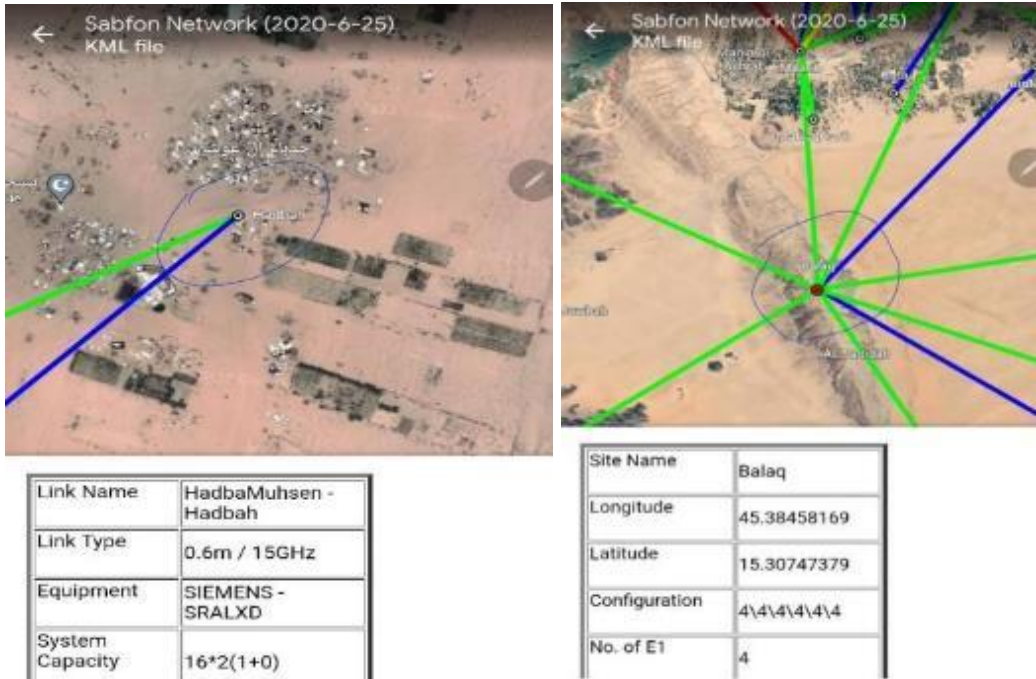 Sabfon Network (2020-6-25)
KML file
Hadbah
Link Name
HadbaMuhsen -
Hadbah
Link Type
0.6m / 15GHz
Equipment
SIEMENS -
SRALXD
System
Capacity
16*2(1+0)
Sabfon Network (2020-6-25)
KML file
Balaq
Site Name
Balaq
Longitude
45.38458169
Latitude
15.30747379
Configuration
4\4\4\4\4\4
No. of E1
4